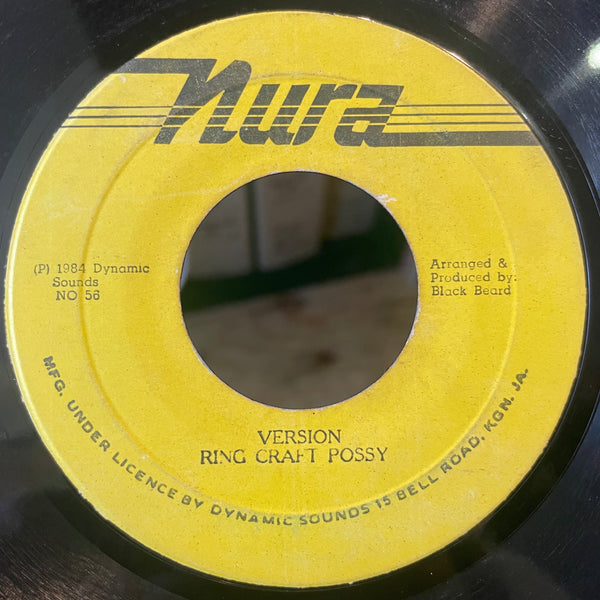 Nura
(P) 1984 Dynamic
Sounds
NO 56
Arranged &
Produced by:
Black Beard
VERSION
RING CRAFT POSSY
MFG. UNDER LICENCE BY DYNAMIC SOUNDS 15 BELL ROAD, KGN. JA.